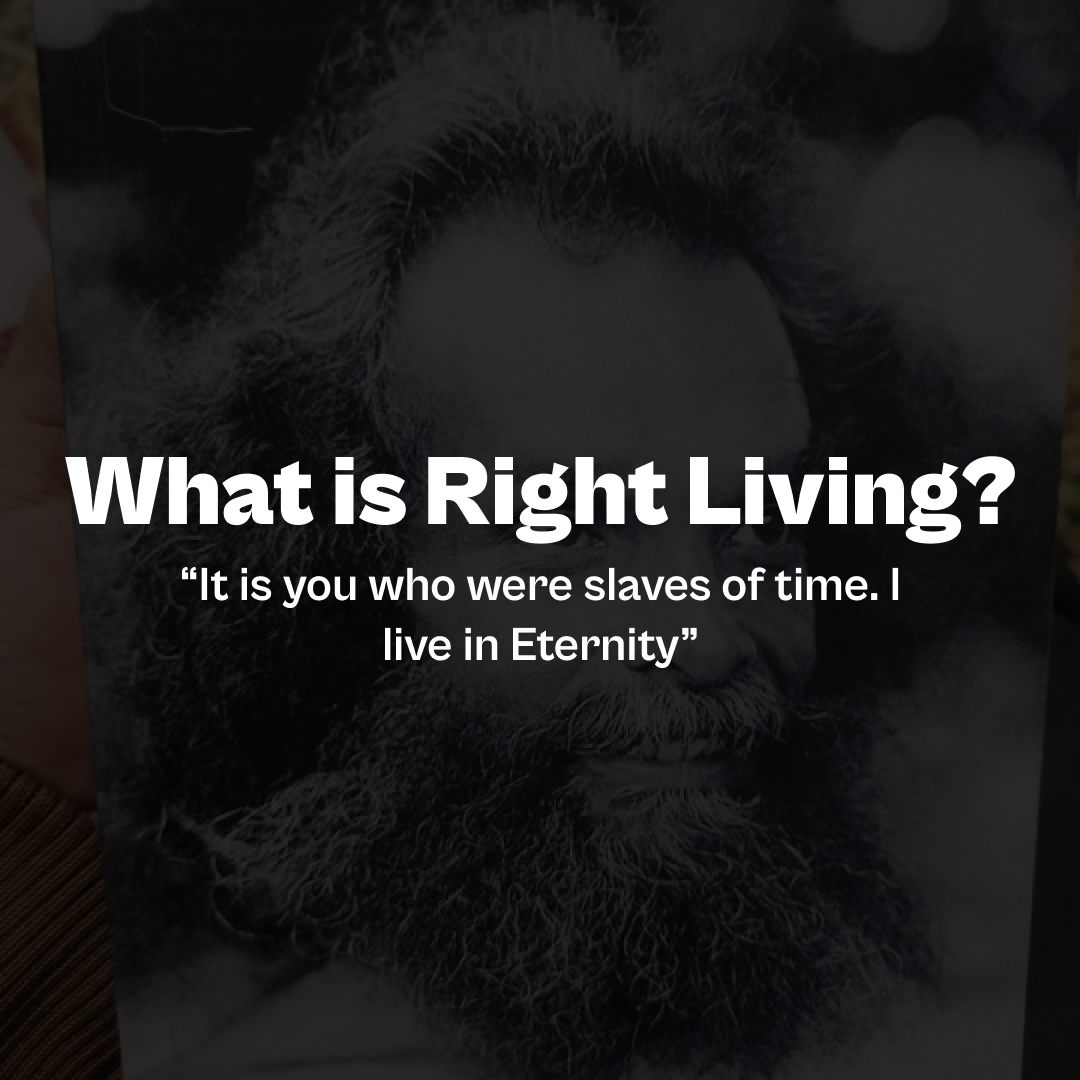 What is Right Living?
“It is you who were slaves of time. I
live in Eternity”